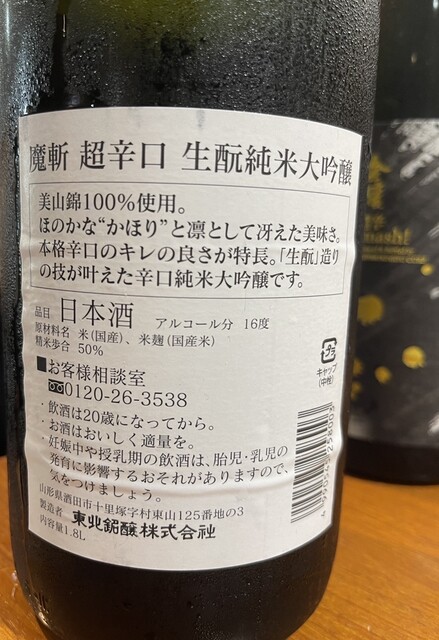 魔斬 超辛口 生酛純米大吟醸
美山錦100%使用。
ほのかな“かほり”と凛として冴えた美味さ。
本格辛口のキレの良さが特長。「生酛」造り
の技が叶えた辛口純米大吟醸です。
品目 日本酒 アルコール分 16度
原材料名 米(国産)、米麹(国産米)
精米歩合 50%
プラ
キャップ
(中栓)
■お客様相談室
0120-26-3538
・飲酒は20歳になってから。
・お酒はおいしく適量を。
・妊娠中や授乳期の飲酒は、胎児・乳児の
発育に影響するおそれがありますので、
気をつけましょう。
山形県酒田市十里塚字村東山125番地の3
製造者 東北銘醸株式会社
内容量1.8L